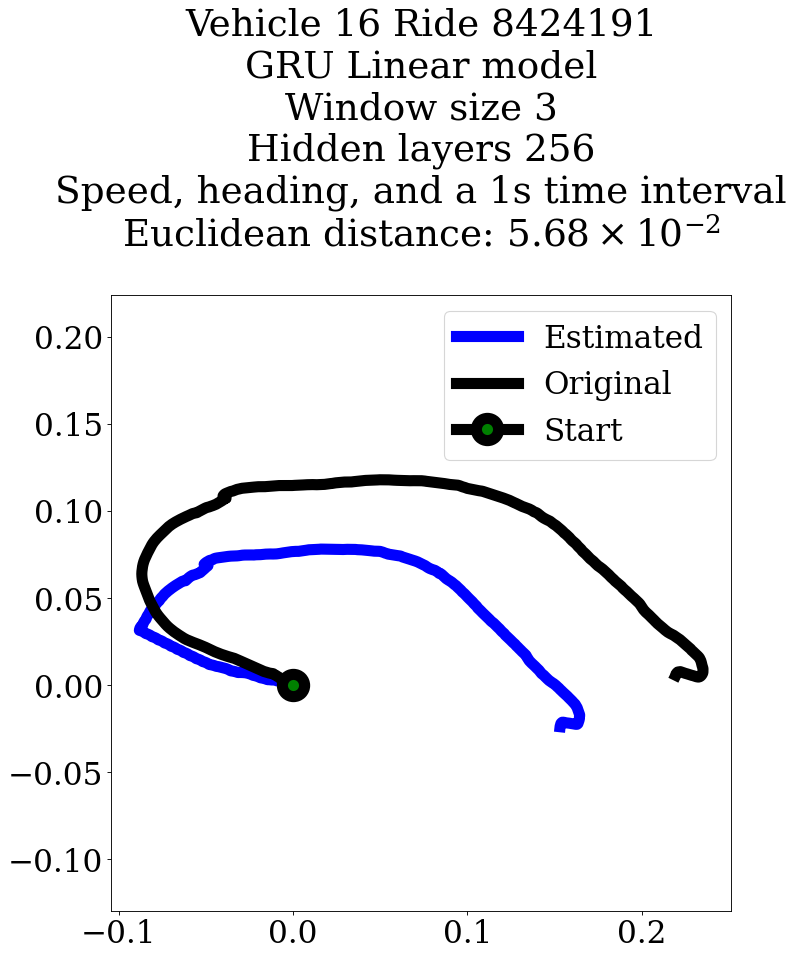 Vehicle 16 Ride 8424191
GRU Linear model
Window size 3
Hidden layers 256
Speed, heading, and a 1s time interval
Euclidean distance: 5.68 × 10⁻²
Estimated
Original
Start
0.20
0.15
0.10
0.05
0.00
−0.05
−0.10
−0.1 0.0 0.1 0.2